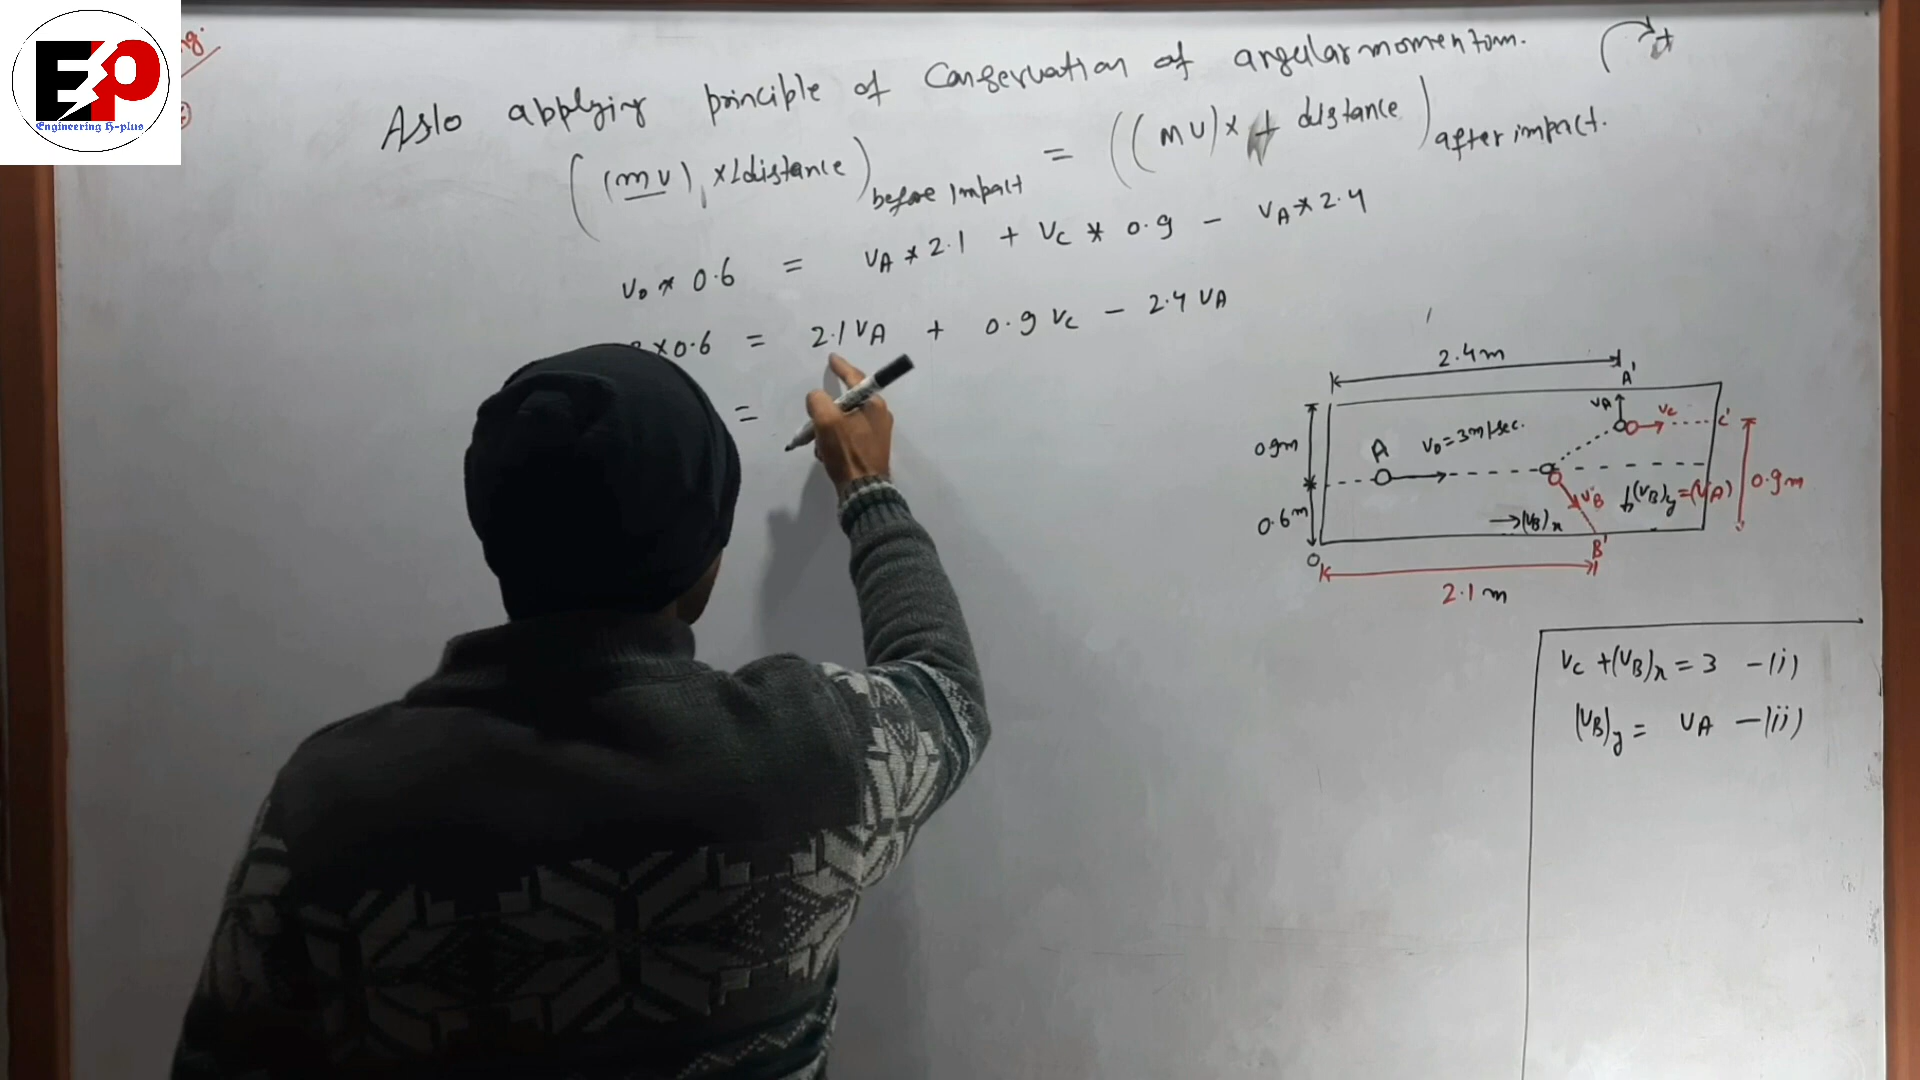 EP
Engineering H-plus
g.
Aslo applying principle of Conservation of angular momentom. +
((mv), ×⊥distance) before impact = ((mv)× ⊥ distance) after impact.
v₀ * 0.6 = vA * 2.1 + vc * 0.9 - vA * 2.4
×0.6 = 2.1 vA + 0.9 vc - 2.4 vA
=
2.4m
A'
vA
vc
C'
0.9m
A
v₀=3m/sec.
vB
(vB)y=(vA)
0.9m
0.6m
→(vB)x
O
B'
2.1 m
vc +(vB)x = 3 -(i)
(vB)y = vA -(ii)